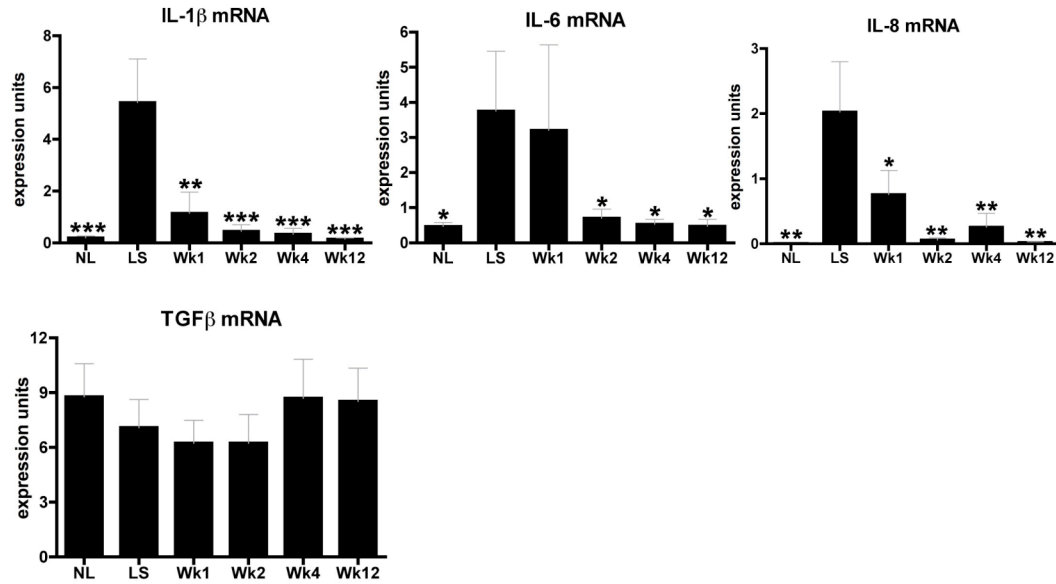 IL-1β mRNA
expression units
8
6
4
2
0
***
**
***
***
***
NL LS Wk1 Wk2 Wk4 Wk12
IL-6 mRNA
expression units
6
5
4
3
2
1
0
*
*
*
*
NL LS Wk1 Wk2 Wk4 Wk12
IL-8 mRNA
expression units
3
2
1
0
**
*
**
**
**
NL LS Wk1 Wk2 Wk4 Wk12
TGFβ mRNA
expression units
12
9
6
3
0
NL LS Wk1 Wk2 Wk4 Wk12